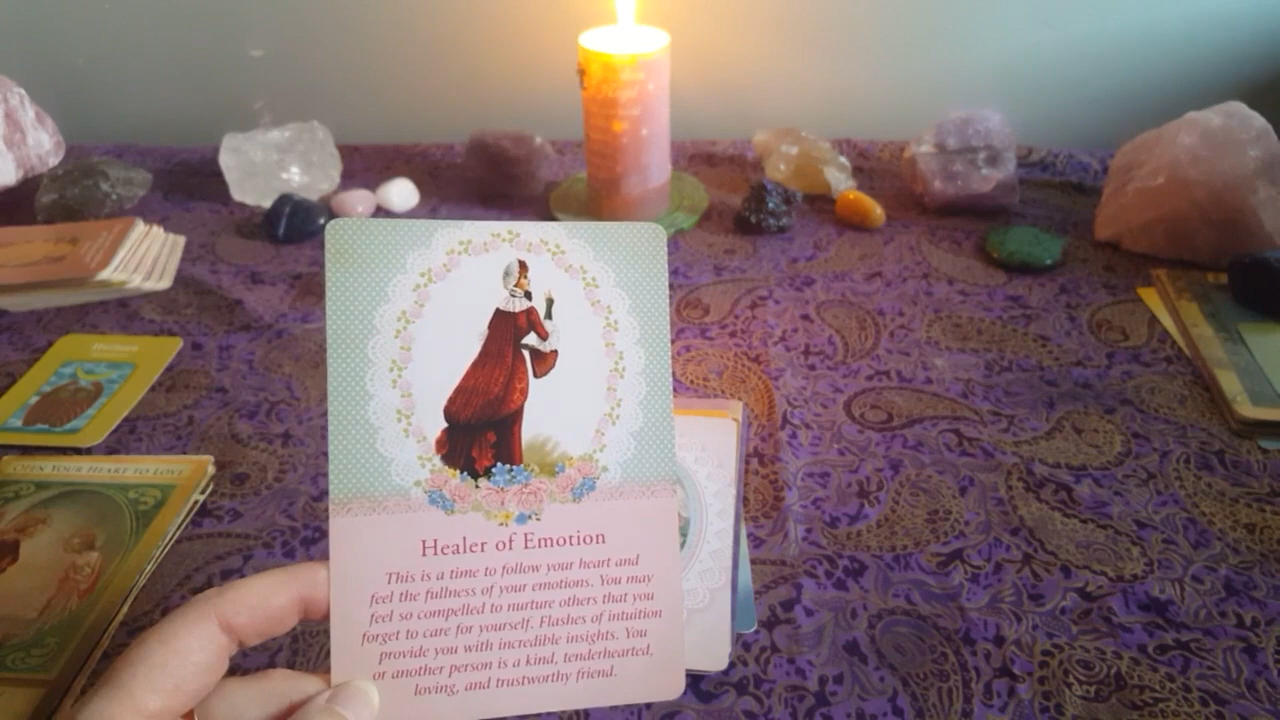 OPEN YOUR HEART TO LOVE
Healer of Emotion
This is a time to follow your heart and
feel the fullness of your emotions. You may
feel so compelled to nurture others that you
forget to care for yourself. Flashes of intuition
provide you with incredible insights. You
or another person is a kind, tenderhearted,
loving, and trustworthy friend.